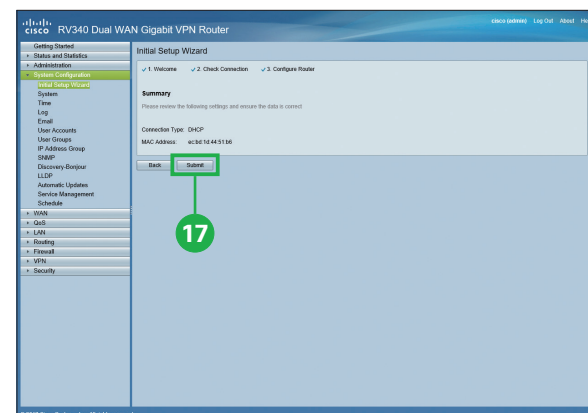 cisco RV340 Dual WAN Gigabit VPN Router
cisco (admin) Log Out About He
Getting Started
Status and Statistics
Administration
System Configuration
Initial Setup Wizard
System
Time
Log
Email
User Accounts
User Groups
IP Address Group
SNMP
Discovery-Bonjour
LLDP
Automatic Updates
Service Management
Schedule
WAN
QoS
LAN
Routing
Firewall
VPN
Security
Initial Setup Wizard
1. Welcome 2. Check Connection 3. Configure Router
Summary
Please review the following settings and ensure the data is correct
Connection Type: DHCP
MAC Address: ec:bd:1d:44:51:b6
Back Submit
17